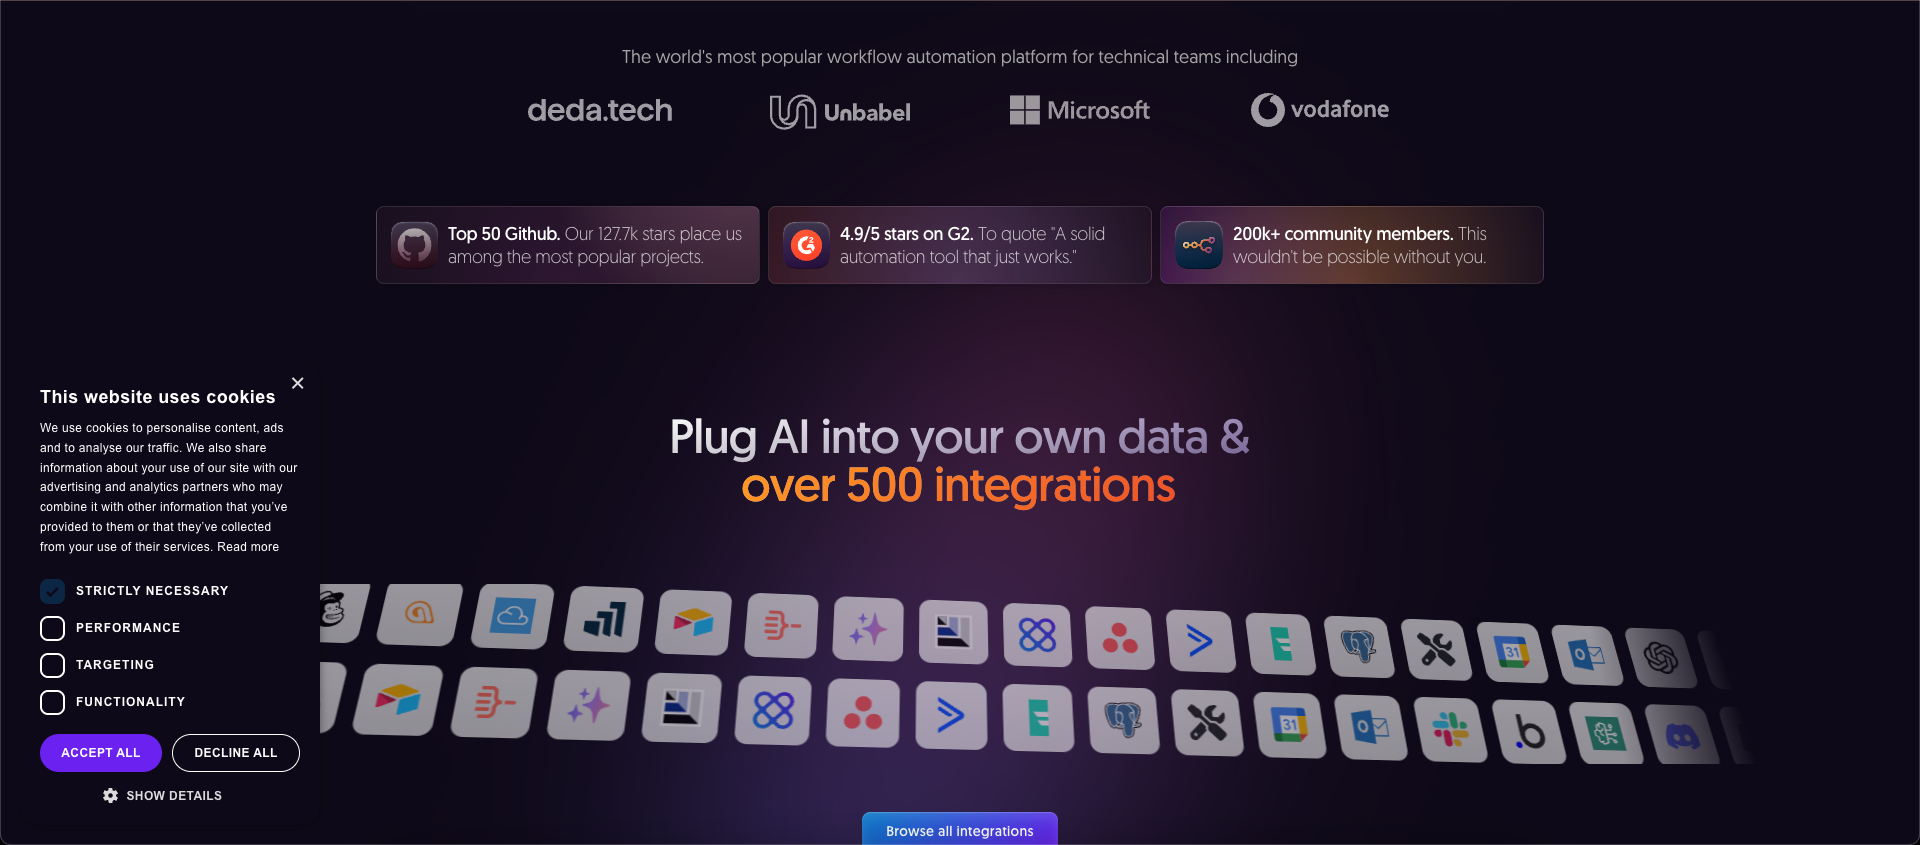 The world's most popular workflow automation platform for technical teams including
deda.tech
Unbabel
Microsoft
vodafone
Top 50 Github. Our 127.7k stars place us
among the most popular projects.
4.9/5 stars on G2. To quote "A solid
automation tool that just works."
200k+ community members. This
wouldn't be possible without you.
Plug AI into your own data &
over 500 integrations
This website uses cookies
We use cookies to personalise content, ads
and to analyse our traffic. We also share
information about your use of our site with our
advertising and analytics partners who may
combine it with other information that you've
provided to them or that they've collected
from your use of their services. Read more
STRICTLY NECESSARY
PERFORMANCE
TARGETING
FUNCTIONALITY
ACCEPT ALL
DECLINE ALL
SHOW DETAILS
31
31
Browse all integrations